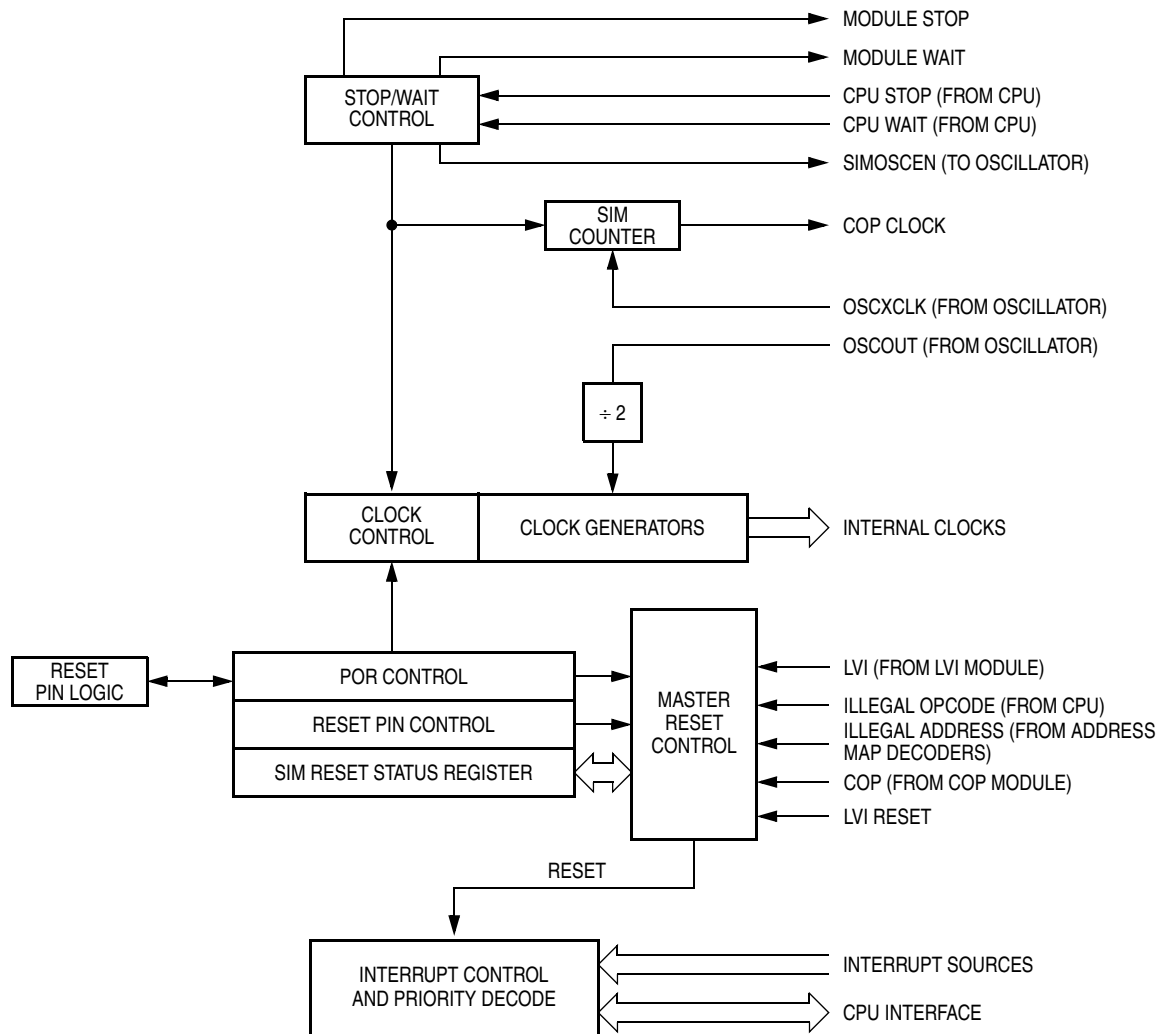 MODULE STOP
MODULE WAIT
STOP/WAIT
CONTROL
CPU STOP (FROM CPU)
CPU WAIT (FROM CPU)
SIMOSCEN (TO OSCILLATOR)
SIM
COUNTER
COP CLOCK
OSCXCLK (FROM OSCILLATOR)
OSCOUT (FROM OSCILLATOR)
÷ 2
CLOCK
CONTROL
CLOCK GENERATORS
INTERNAL CLOCKS
RESET
PIN LOGIC
POR CONTROL
RESET PIN CONTROL
SIM RESET STATUS REGISTER
MASTER
RESET
CONTROL
LVI (FROM LVI MODULE)
ILLEGAL OPCODE (FROM CPU)
ILLEGAL ADDRESS (FROM ADDRESS
MAP DECODERS)
COP (FROM COP MODULE)
LVI RESET
RESET
INTERRUPT CONTROL
AND PRIORITY DECODE
INTERRUPT SOURCES
CPU INTERFACE